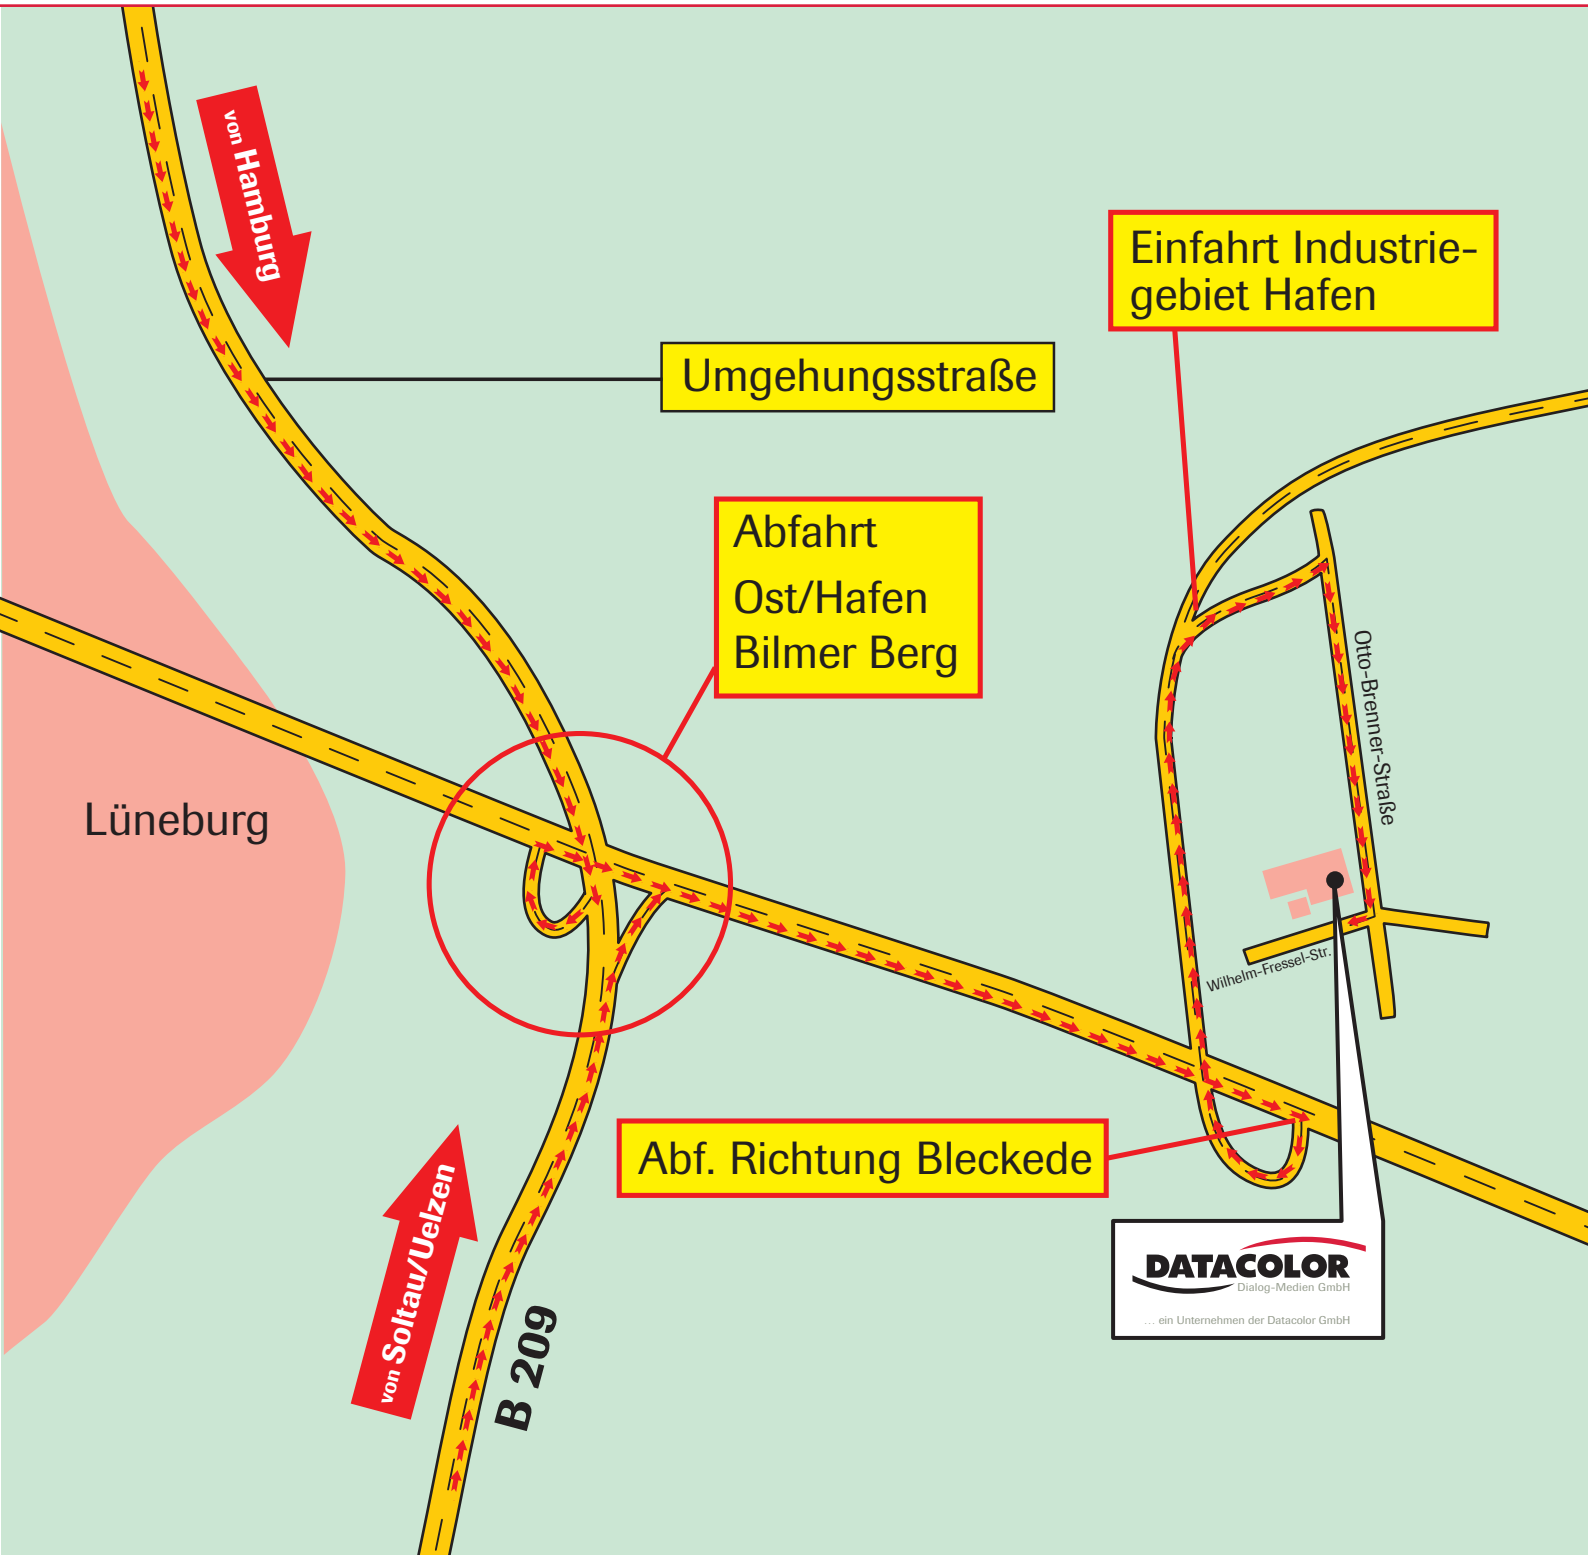 von Hamburg
Einfahrt Industrie-
gebiet Hafen
Umgehungsstraße
Abfahrt
Ost/Hafen
Bilmer Berg
Otto-Brenner-Straße
Lüneburg
Wilhelm-Fressel-Str.
Abf. Richtung Bleckede
von Soltau/Uelzen
B 209
DATACOLOR
Dialog-Medien GmbH
... ein Unternehmen der Datacolor GmbH